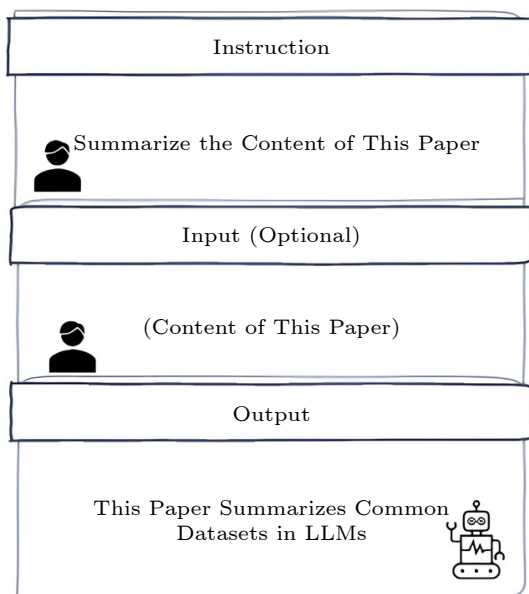 Instruction
Summarize the Content of This Paper
Input (Optional)
(Content of This Paper)
Output
This Paper Summarizes Common
Datasets in LLMs